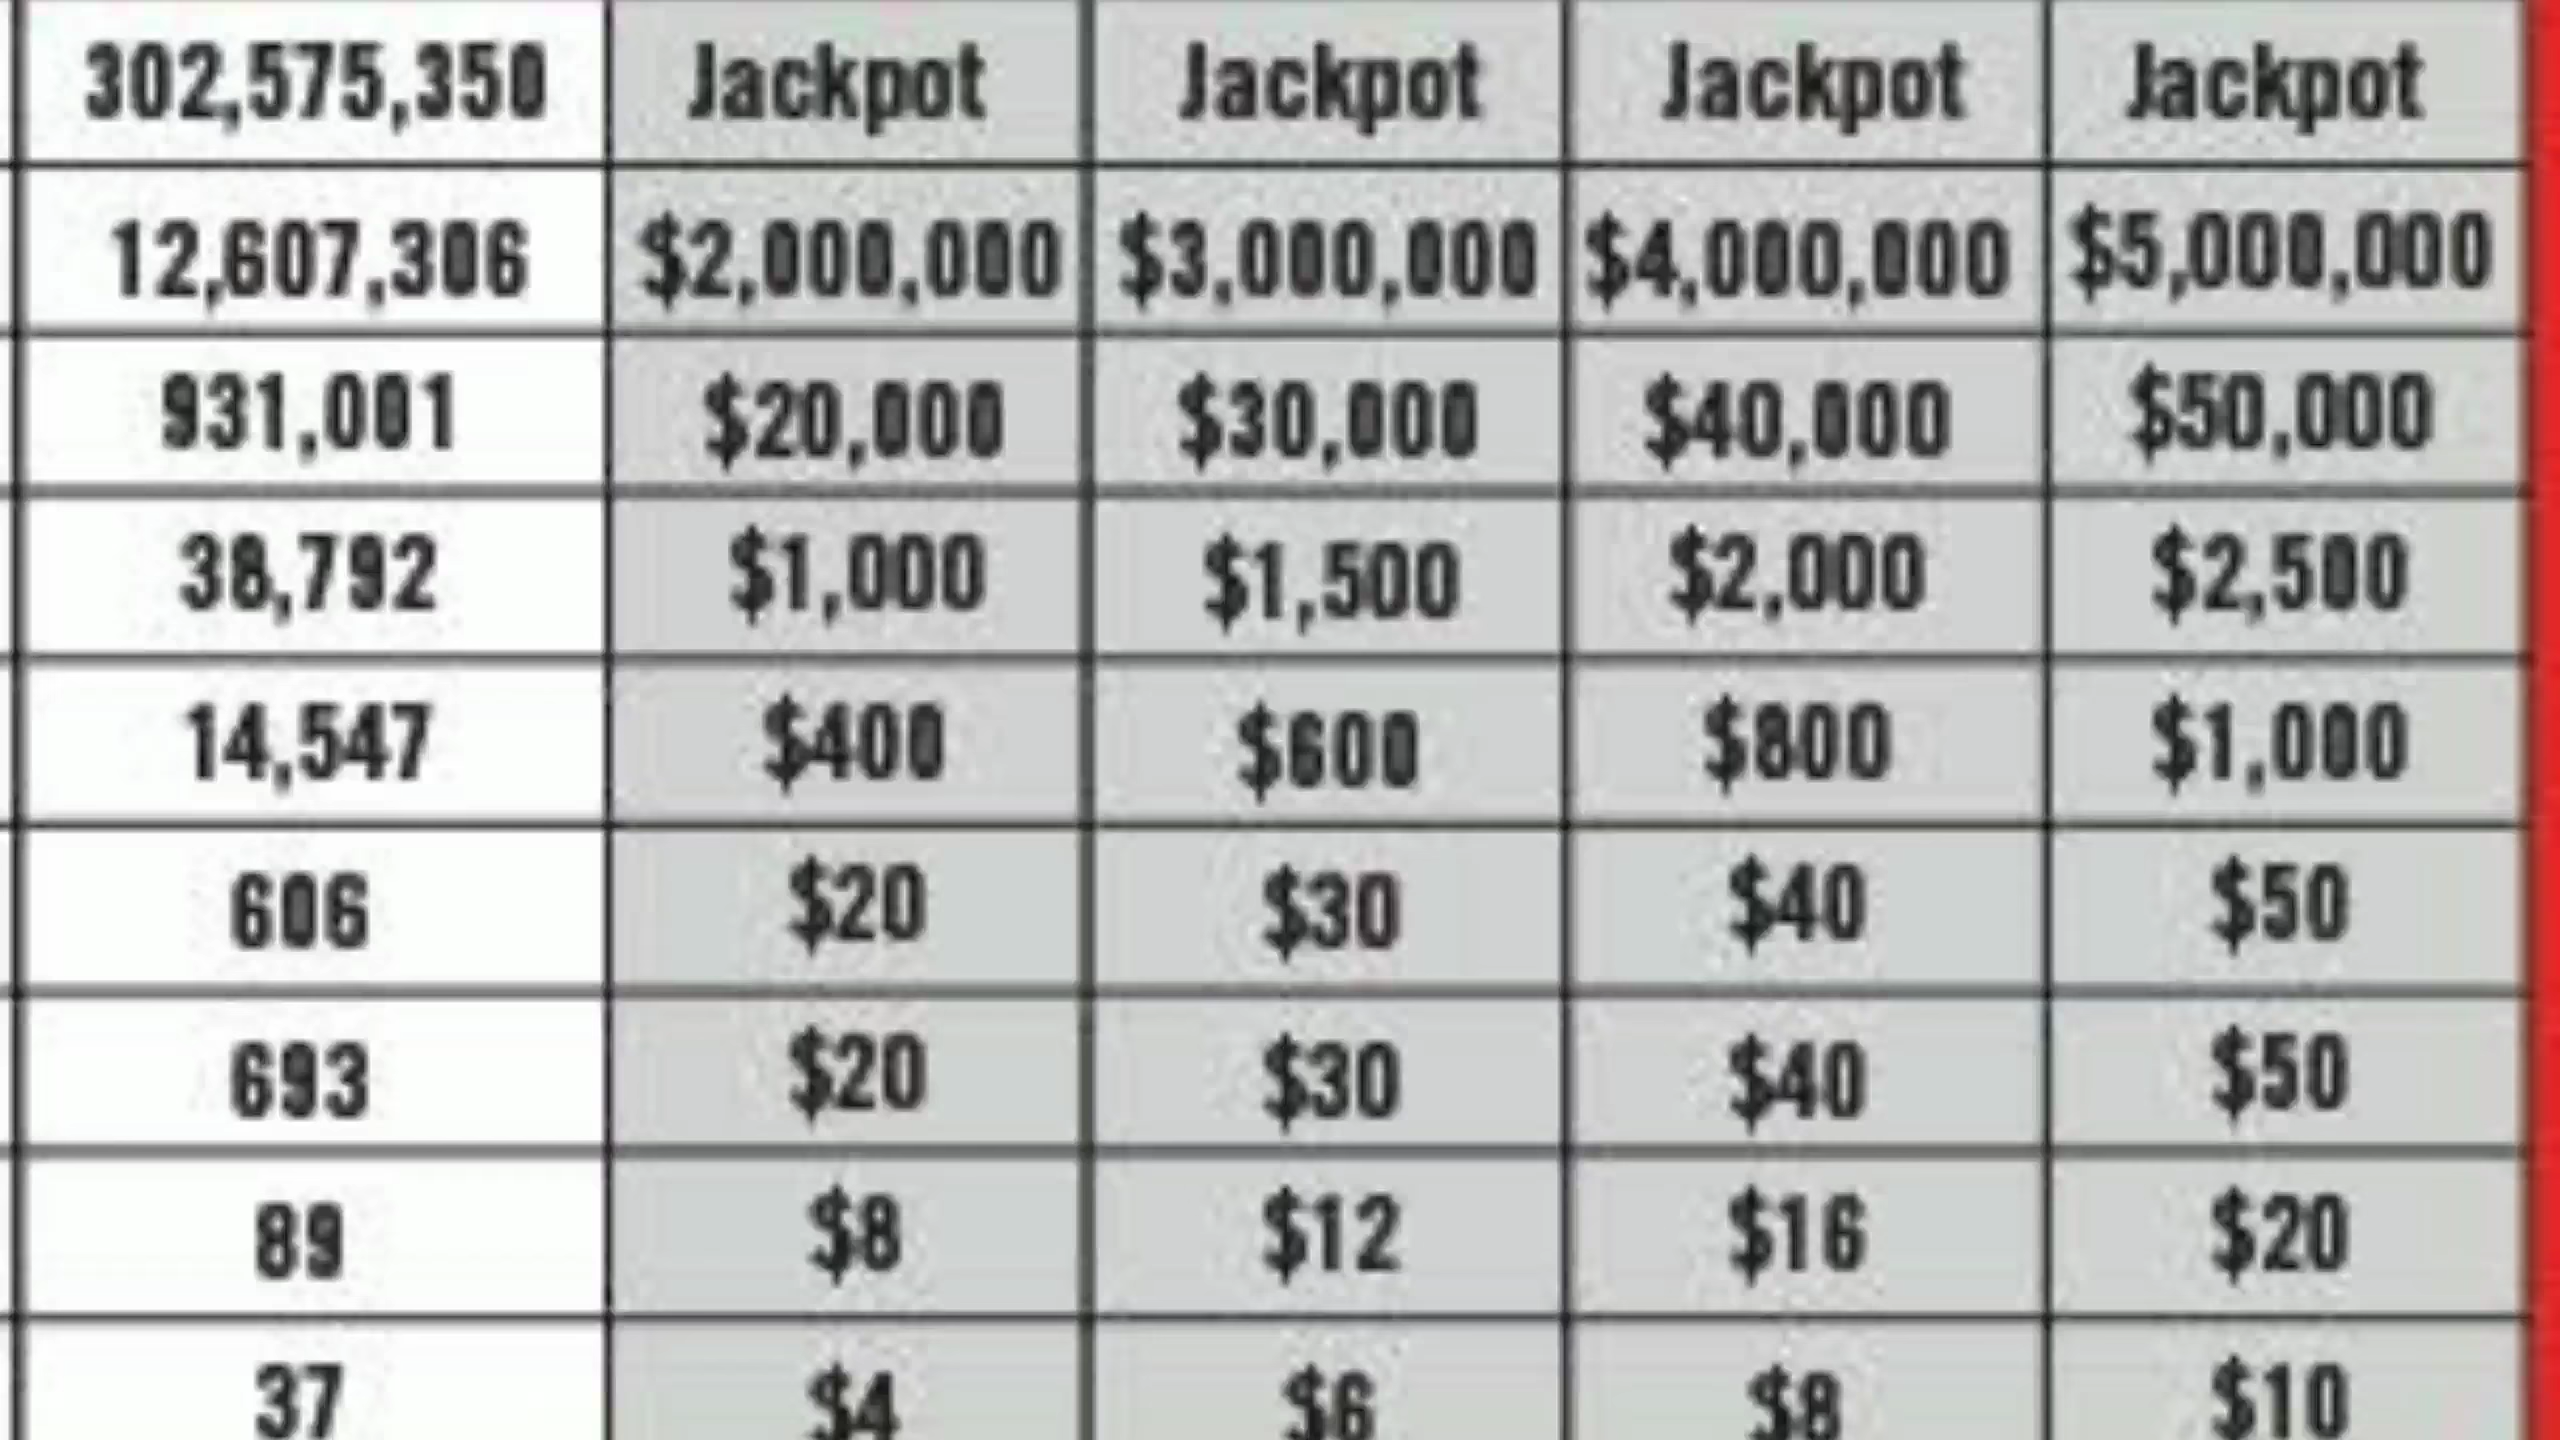 302,575,350 Jackpot Jackpot Jackpot Jackpot
12,607,306 $2,000,000 $3,000,000 $4,000,000 $5,000,000
931,001 $20,000 $30,000 $40,000 $50,000
38,792 $1,000 $1,500 $2,000 $2,500
14,547 $400 $600 $800 $1,000
606 $20 $30 $40 $50
693 $20 $30 $40 $50
89 $8 $12 $16 $20
37 $4 $6 $8 $10